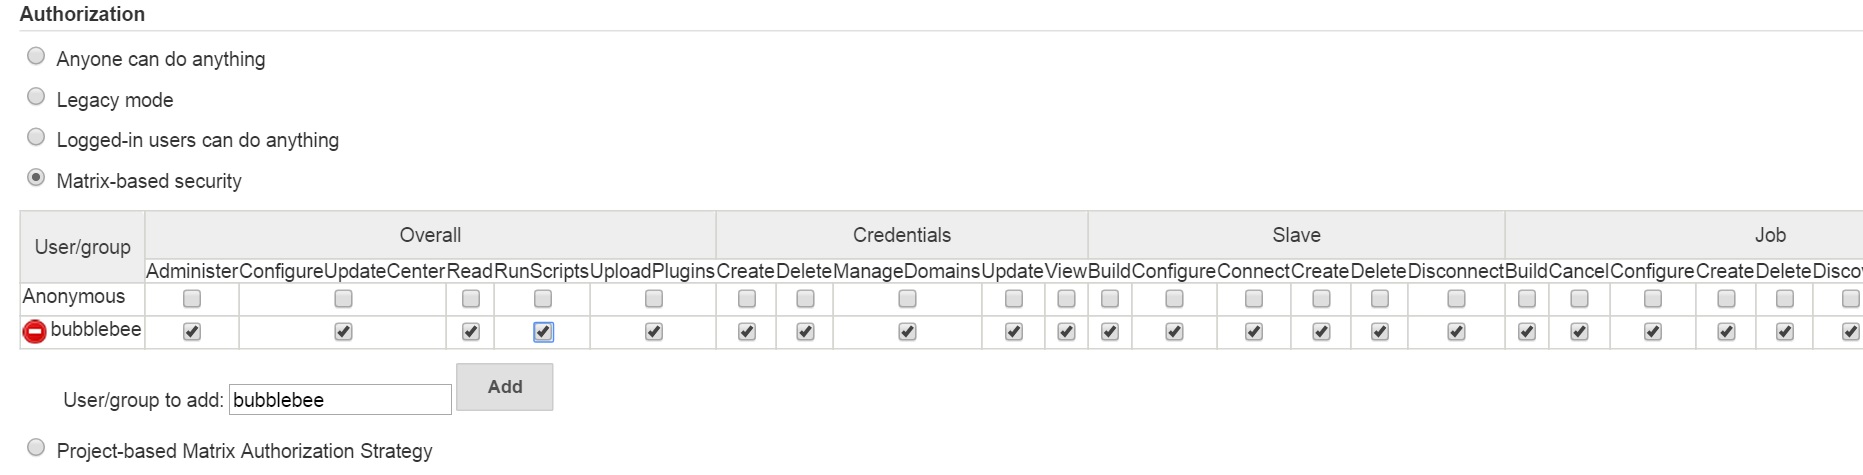 Authorization
Anyone can do anything
Legacy mode
Logged-in users can do anything
Matrix-based security
User/group Overall Credentials Slave Job
Administer ConfigureUpdateCenter Read RunScripts UploadPlugins Create Delete ManageDomains Update View Build Configure Connect Create Delete Disconnect Build Cancel Configure Create Delete Disco
Anonymous
bubblebee
User/group to add: bubblebee Add
Project-based Matrix Authorization Strategy